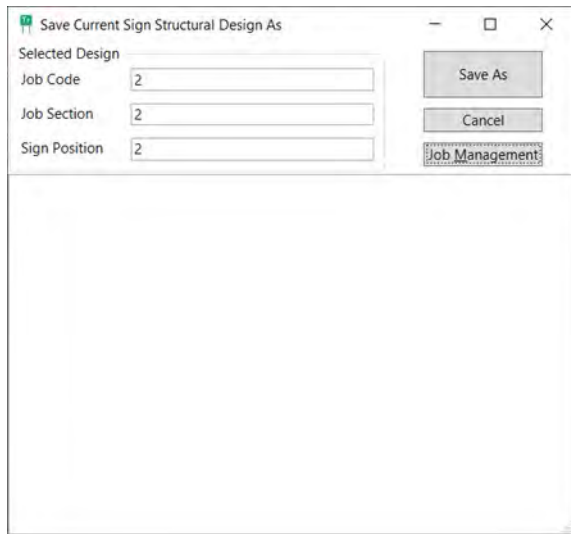 Save Current Sign Structural Design As
Selected Design
Job Code 2
Save As
Job Section 2
Cancel
Sign Position 2
Job Management